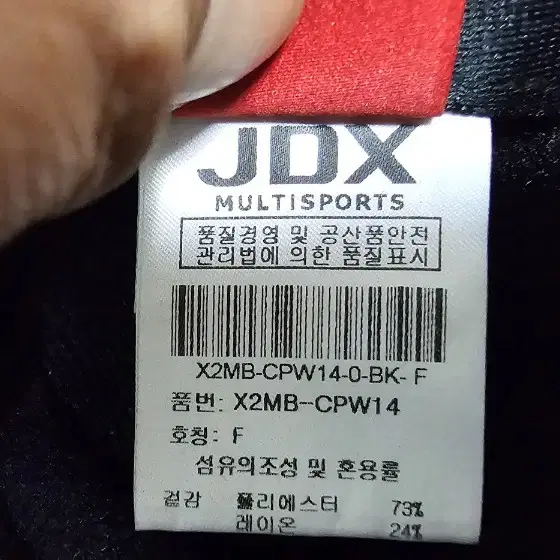 JDX
MULTISPORTS
품질경영 및 공산품안전
관리법에 의한 품질표시
X2MB-CPW14-0-BK- F
품번: X2MB-CPW14
호칭: F
섬유의조성 및 혼용률
겉감 폴리에스터 73%
레이온 24%